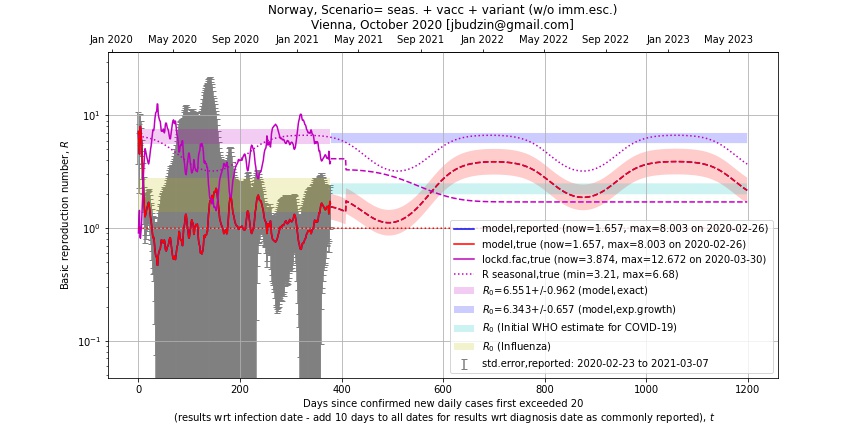 Norway, Scenario= seas. + vacc + variant (w/o imm.esc.)
Vienna, October 2020 [jbudzin@gmail.com]
Jan 2020 May 2020 Sep 2020 Jan 2021 May 2021 Sep 2021 Jan 2022 May 2022 Sep 2022 Jan 2023 May 2023
Basic reproduction number, R
10¹
10⁰
10⁻¹
model,reported (now=1.657, max=8.003 on 2020-02-26)
model,true (now=1.657, max=8.003 on 2020-02-26)
lockd.fac,true (now=3.874, max=12.672 on 2020-03-30)
R seasonal,true (min=3.21, max=6.68)
R₀=6.551+/-0.962 (model,exact)
R₀=6.343+/-0.657 (model,exp.growth)
R₀ (Initial WHO estimate for COVID-19)
R₀ (Influenza)
std.error,reported: 2020-02-23 to 2021-03-07
0 200 400 600 800 1000 1200
Days since confirmed new daily cases first exceeded 20
(results wrt infection date - add 10 days to all dates for results wrt diagnosis date as commonly reported), t